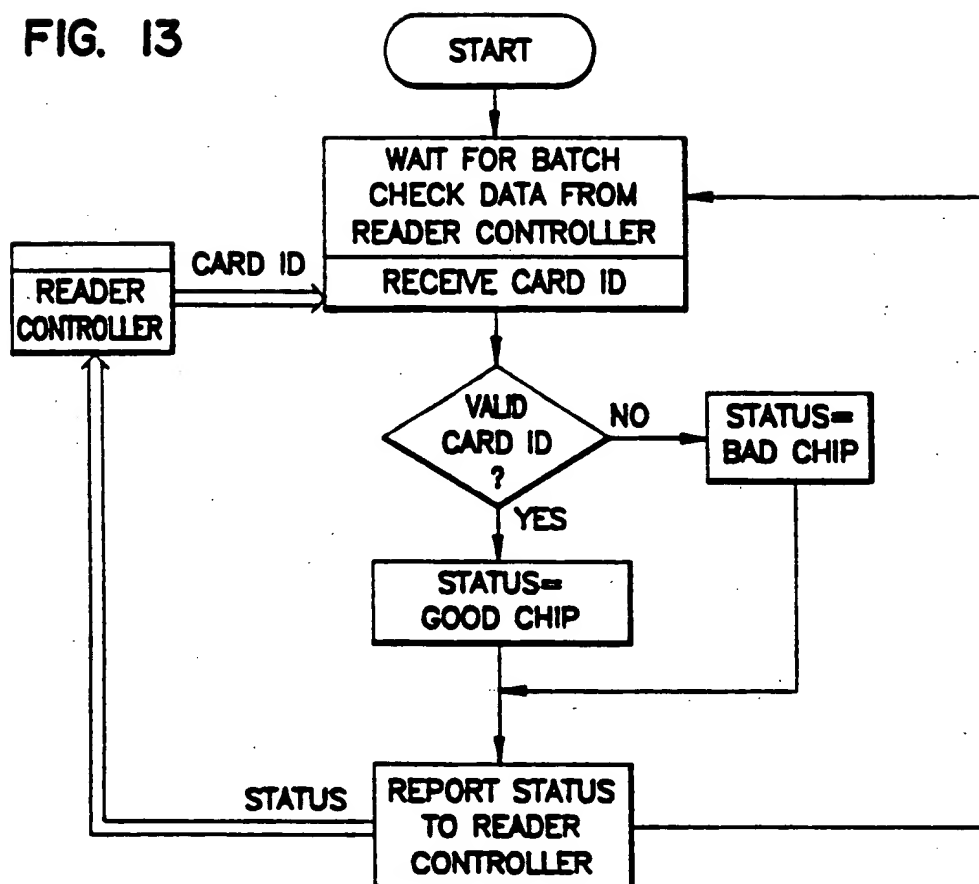 FIG. 13
START
WAIT FOR BATCH
CHECK DATA FROM
READER CONTROLLER
RECEIVE CARD ID
CARD ID
READER
CONTROLLER
VALID
CARD ID
?
NO
STATUS=
BAD CHIP
YES
STATUS=
GOOD CHIP
STATUS
REPORT STATUS
TO READER
CONTROLLER